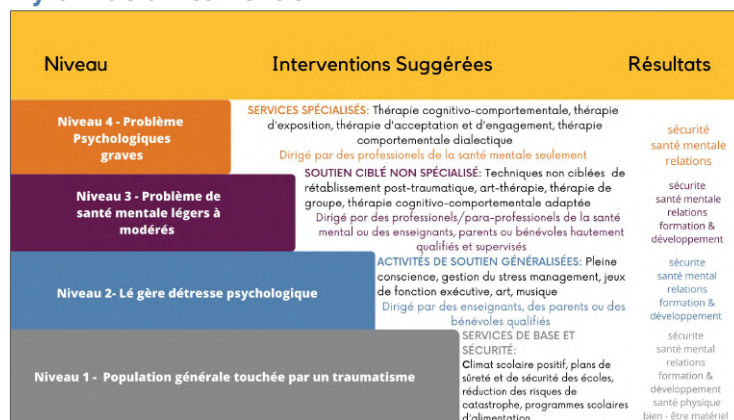 Niveau
Interventions Suggérées
Résultats
Niveau 4 - Problème
Psychologiques
graves
SERVICES SPÉCIALISÉS: Thérapie cognitivo-comportementale, thérapie
d'exposition, thérapie d'acceptation et d'engagement, thérapie
comportementale dialectique
Dirigé par des professionels de la santé mentale seulement
sécurité
santé mentale
relations
Niveau 3 - Problème de
santé mentale légers à
modérés
SOUTIEN CIBLÉ NON SPÉCIALISÉ: Techniques non ciblées de
rétablissement post-traumatique, art-thérapie, thérapie de
groupe, thérapie cognitivo-comportementale adaptée
Dirigé por des professionels/para-professionels de la santé
mental ou des enseignants, parents ou bénévoles hautement
qualifiés et supervisés
sécurite
santé mentale
relations
formation &
développement
Niveau 2- Lé gère détresse psychologique
ACTIVITÉS DE SOUTIEN GÉNÉRALISÉES: Pleine
conscience, gestion du stress management, jeux
de fonction exécutive, art, musique
Dirigé par des enseignants, des parents ou des
bénévoles qualifiés
sécurite
santé mental
relations
formation &
développement
Niveau 1 - Population générale touchée par un traumatisme
SERVICES DE BASE ET
SÉCURITÉ:
Climat scolaire positif, plans de
sûreté et de sécurité des écoles,
réduction des risques de
catastrophe, programmes scolaires
d'alimentation
sécurite
santé mental
relations
formation &
développement
santé physique
bien - être matériel